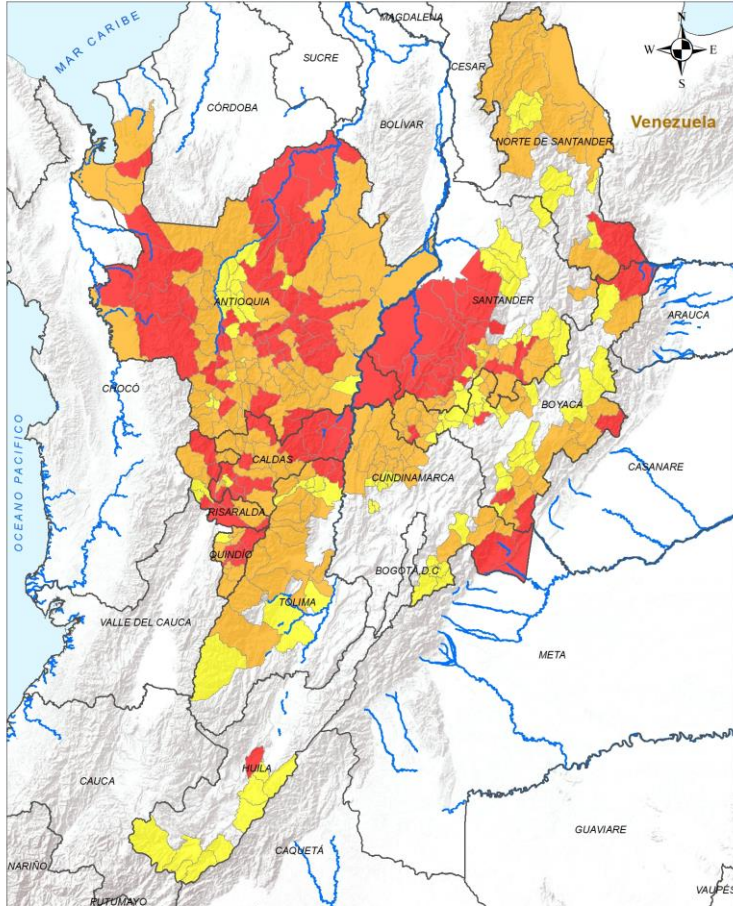 MAGDALENA
N
MAR CARIBE
SUCRE
W
E
CESAR
S
CÓRDOBA
BOLÍVAR
Venezuela
NORTE DE SANTANDER
ANTIOQUIA
SANTANDER
ARAUCA
CHOCÓ
BOYACÁ
OCEANO PACIFICO
CALDAS
CASANARE
CUNDINAMARCA
RISARALDA
QUINDÍO
BOGOTÁ, D.C
TOLIMA
VALLE DEL CAUCA
META
HUILA
CAUCA
GUAVIARE
CAQUETÁ
NARIÑO
VAUPÉS
PUTUMAYO